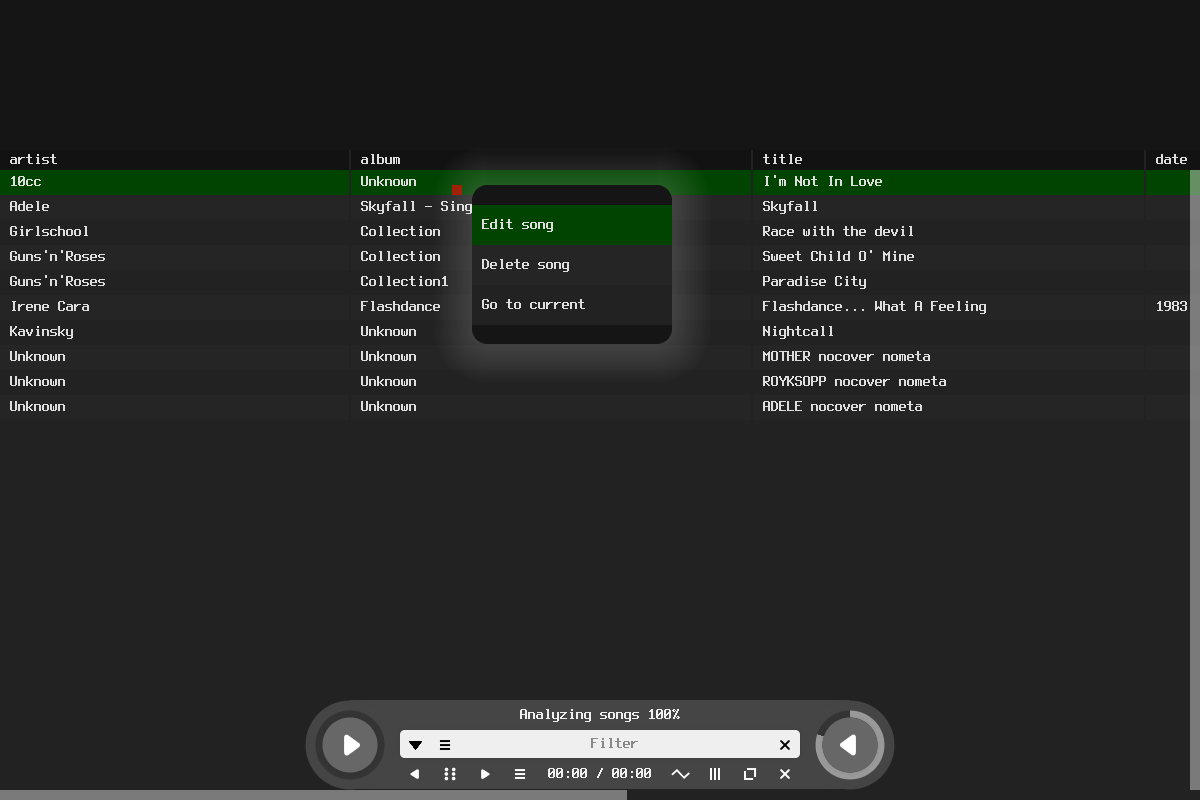 artist album title date
10cc Unknown I'm Not In Love
Adele Skyfall - Sing Skyfall
Edit song
Girlschool Collection Race with the devil
Guns'n'Roses Collection Sweet Child O' Mine
Delete song
Guns'n'Roses Collection1 Paradise City
Irene Cara Flashdance Go to current Flashdance... What A Feeling 1983
Kavinsky Unknown Nightcall
Unknown Unknown MOTHER nocover nometa
Unknown Unknown ROYKSOPP nocover nometa
Unknown Unknown ADELE nocover nometa
Analyzing songs 100%
Filter
00:00 / 00:00